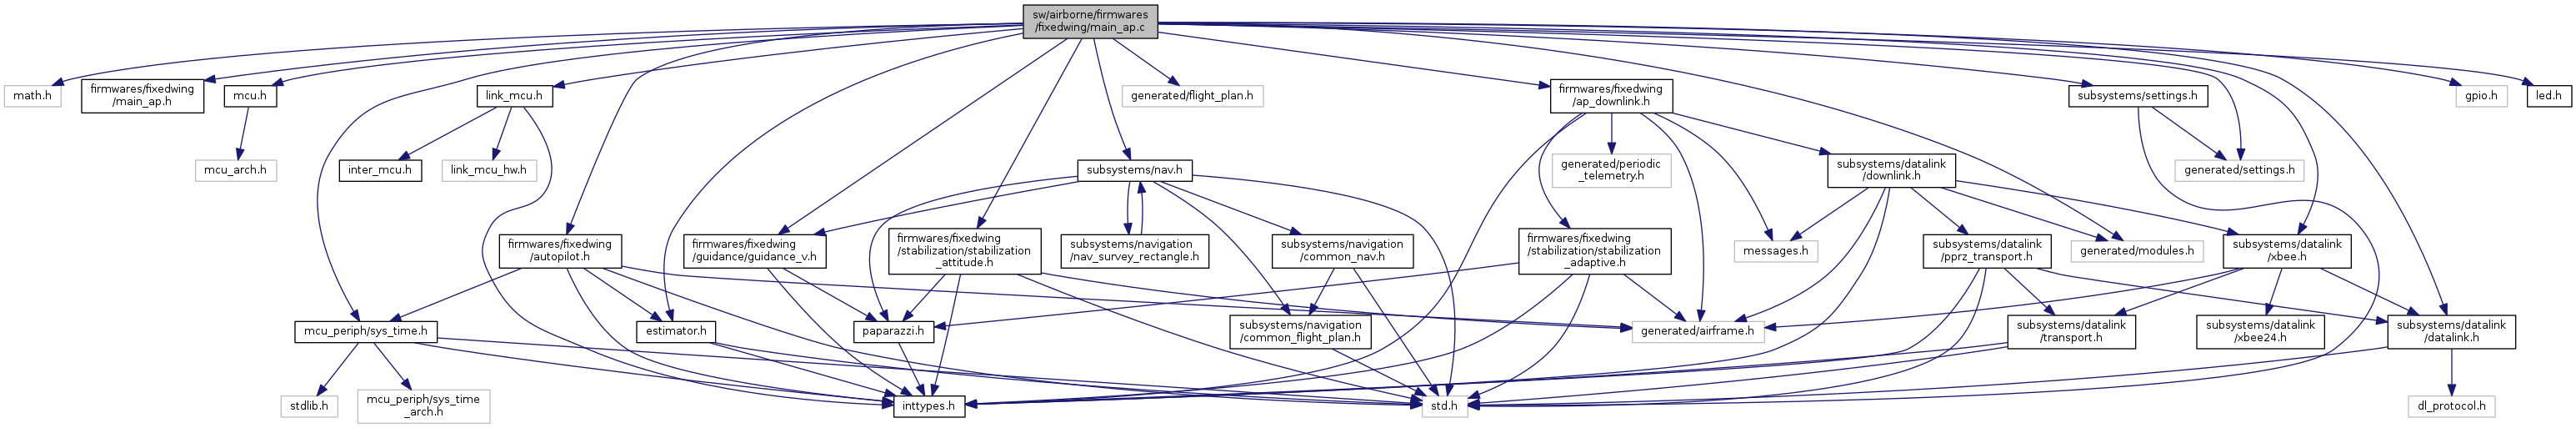 sw/airborne/firmwares
/fixedwing/main_ap.c
math.h
firmwares/fixedwing
/main_ap.h
mcu.h
link_mcu.h
generated/flight_plan.h
firmwares/fixedwing
/ap_downlink.h
subsystems/settings.h
gpio.h
led.h
mcu_arch.h
inter_mcu.h
link_mcu_hw.h
subsystems/nav.h
generated/periodic
_telemetry.h
subsystems/datalink
/downlink.h
generated/settings.h
firmwares/fixedwing
/autopilot.h
firmwares/fixedwing
/guidance/guidance_v.h
firmwares/fixedwing
/stabilization/stabilization
_attitude.h
subsystems/navigation
/nav_survey_rectangle.h
subsystems/navigation
/common_nav.h
firmwares/fixedwing
/stabilization/stabilization
_adaptive.h
messages.h
subsystems/datalink
/pprz_transport.h
generated/modules.h
subsystems/datalink
/xbee.h
mcu_periph/sys_time.h
estimator.h
paparazzi.h
subsystems/navigation
/common_flight_plan.h
generated/airframe.h
subsystems/datalink
/transport.h
subsystems/datalink
/xbee24.h
subsystems/datalink
/datalink.h
stdlib.h
mcu_periph/sys_time
_arch.h
inttypes.h
std.h
dl_protocol.h